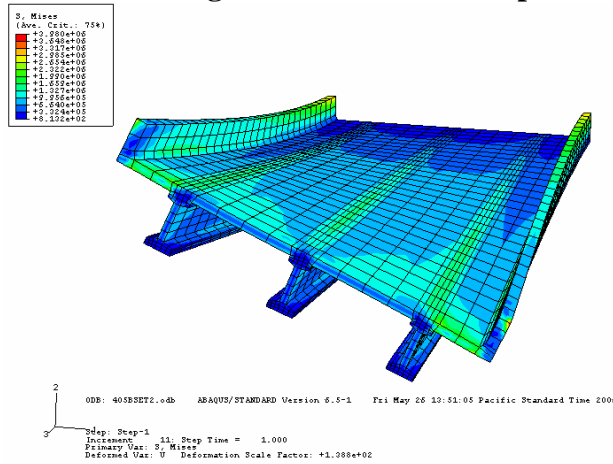 S, Mises
(Ave. Crit.: 75%)
+3.980e+06
+3.648e+06
+3.317e+06
+2.985e+06
+2.654e+06
+2.322e+06
+1.990e+06
+1.659e+06
+1.327e+06
+9.956e+05
+6.640e+05
+3.324e+05
+8.132e+02
2
3
ODB: 405BSET2.odb ABAQUS/STANDARD Version 6.5-1 Fri May 26 13:51:05 Pacific Standard Time
Step: Step-1
Increment 11: Step Time = 1.000
Primary Var: S, Mises
Deformed Var: U Deformation Scale Factor: +1.388e+02